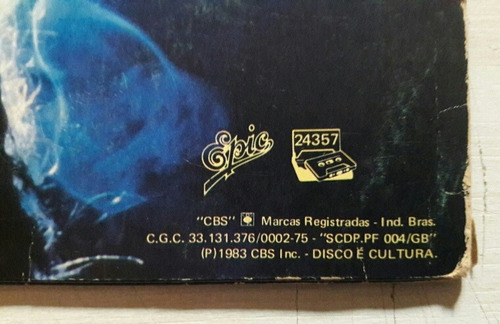 Epic
24357
"CBS" Marcas Registradas - Ind. Bras.
C.G.C. 33.131.376/0002-75 - "SCDP.PF 004/GB"
(P) 1983 CBS Inc. - DISCO É CULTURA.